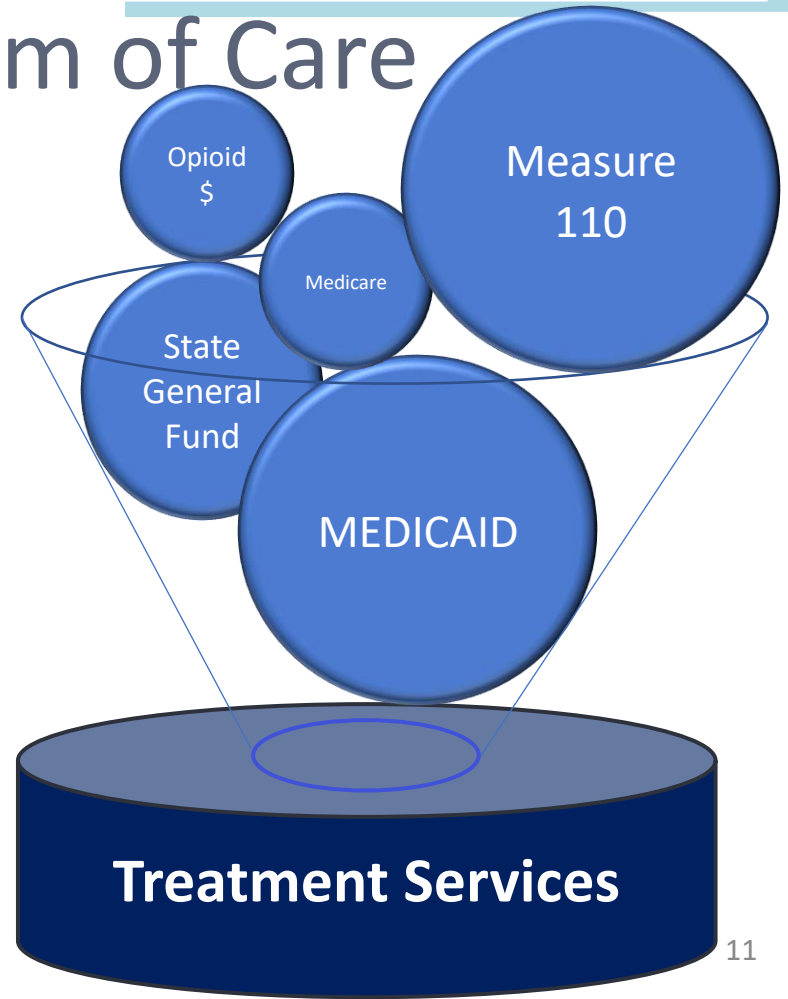 m of Care
Opioid
$
Measure
110
Medicare
State
General
Fund
MEDICAID
Treatment Services
11